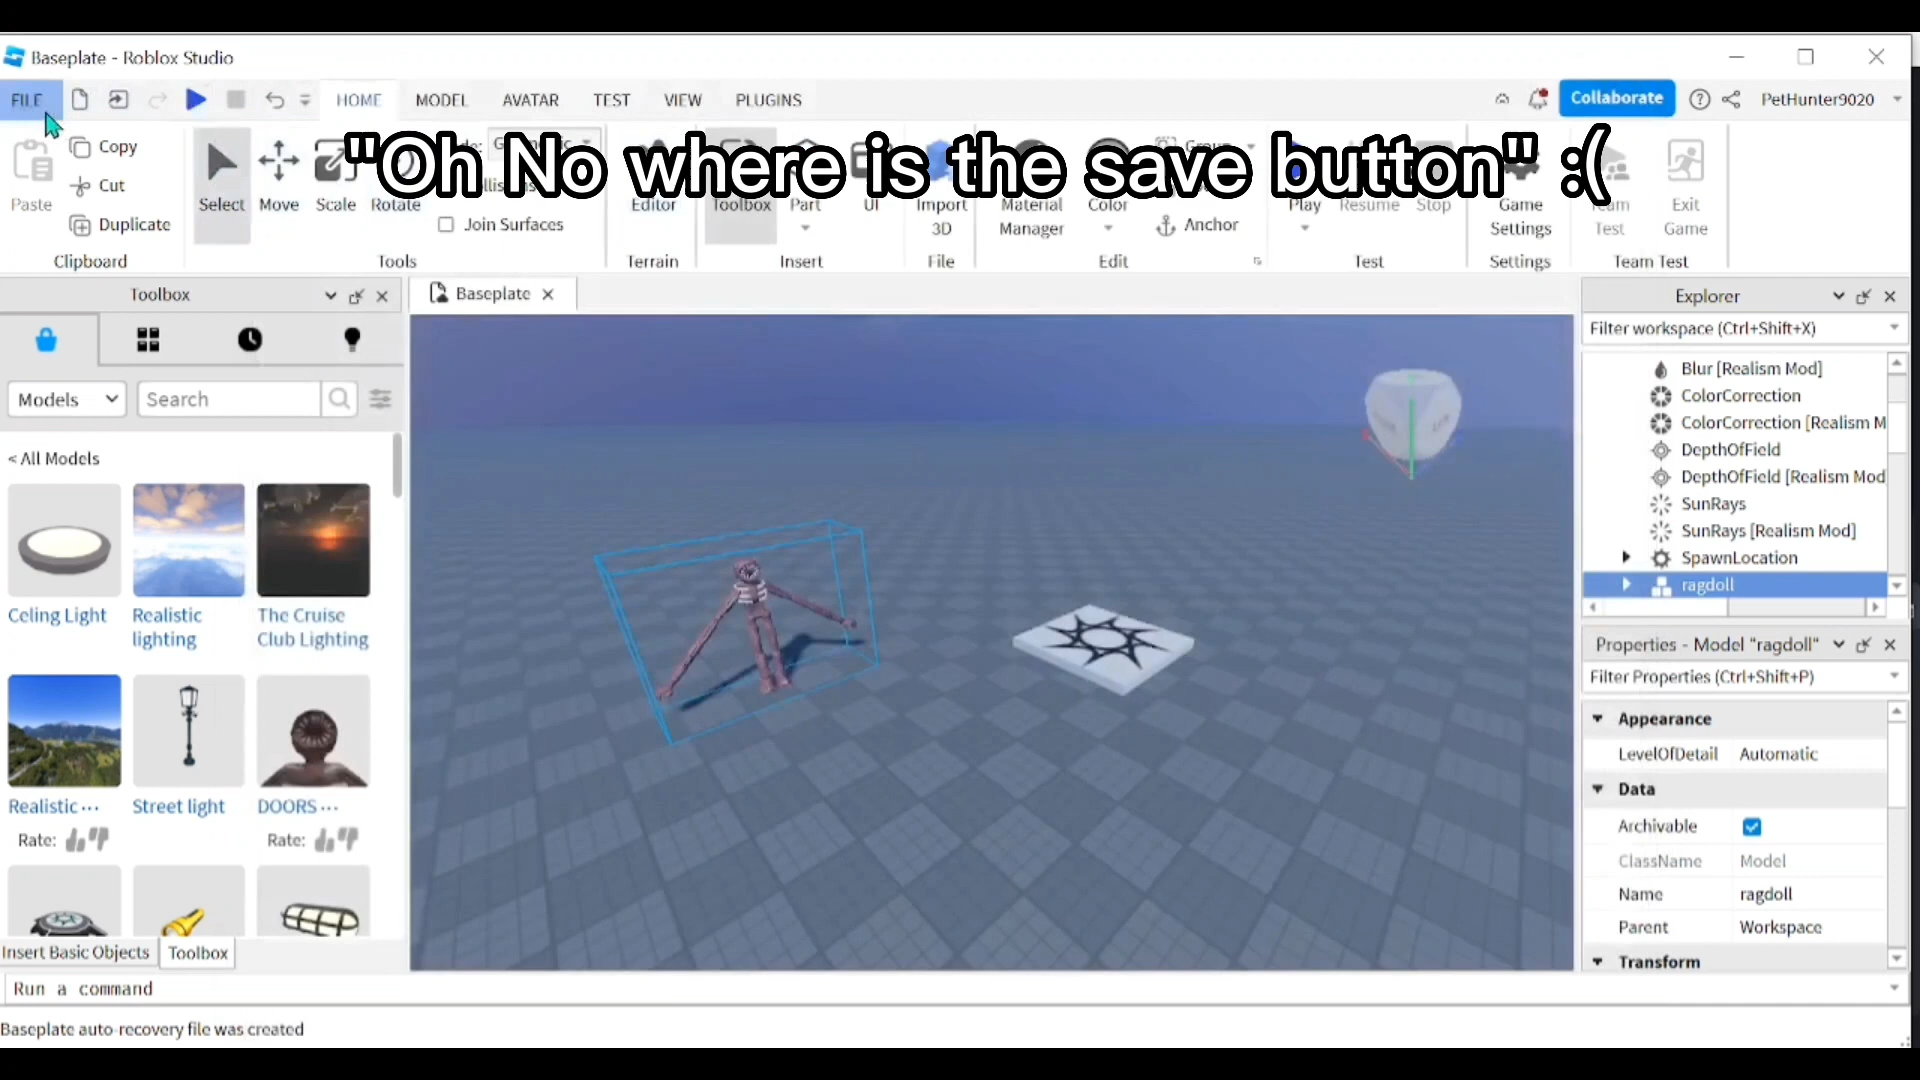 Baseplate - Roblox Studio
FILE HOME MODEL AVATAR TEST VIEW PLUGINS Collaborate PetHunter9020
"Oh No where is the save button" :(
Copy
Cut
Duplicate
Paste Select Move Scale Rotate Editor Toolbox Part UI Import 3D Material Manager Color Play Resume Stop Game Settings Team Test Exit Game
Join Surfaces Anchor
Clipboard Tools Terrain Insert File Edit Test Settings Team Test
Toolbox
Baseplate
Explorer
Models Search
Filter workspace (Ctrl+Shift+X)
< All Models
Blur [Realism Mod]
ColorCorrection
ColorCorrection [Realism M
DepthOfField
DepthOfField [Realism Mod
SunRays
SunRays [Realism Mod]
SpawnLocation
ragdoll
Celing Light
Realistic lighting
The Cruise Club Lighting
Realistic ...
Street light
DOORS ...
Rate: Rate:
Properties - Model "ragdoll"
Filter Properties (Ctrl+Shift+P)
Appearance
LevelOfDetail Automatic
Data
Archivable
ClassName Model
Name ragdoll
Parent Workspace
Transform
Insert Basic Objects Toolbox
Run a command
Baseplate auto-recovery file was created